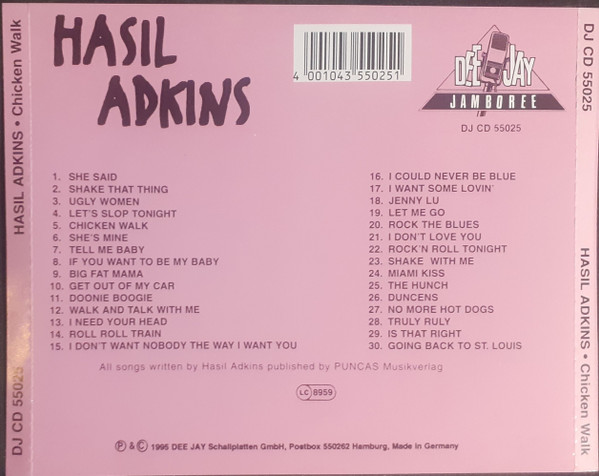 HASIL
ADKINS
4 001043 550251
DEE JAY
JAMBOREE
DJ CD 55025
1. SHE SAID
2. SHAKE THAT THING
3. UGLY WOMEN
4. LET'S SLOP TONIGHT
5. CHICKEN WALK
6. SHE'S MINE
7. TELL ME BABY
8. IF YOU WANT TO BE MY BABY
9. BIG FAT MAMA
10. GET OUT OF MY CAR
11. DOONIE BOOGIE
12. WALK AND TALK WITH ME
13. I NEED YOUR HEAD
14. ROLL ROLL TRAIN
15. I DON'T WANT NOBODY THE WAY I WANT YOU
16. I COULD NEVER BE BLUE
17. I WANT SOME LOVIN'
18. JENNY LU
19. LET ME GO
20. ROCK THE BLUES
21. I DON'T LOVE YOU
22. ROCK'N ROLL TONIGHT
23. SHAKE WITH ME
24. MIAMI KISS
25. THE HUNCH
26. DUNCENS
27. NO MORE HOT DOGS
28. TRULY RULY
29. IS THAT RIGHT
30. GOING BACK TO ST. LOUIS
All songs written by Hasil Adkins published by PUNCAS Musikverlag
LC 8959
℗ & © 1995 DEE JAY Schallplatten GmbH, Postbox 550262 Hamburg, Made in Germany
DJ CD 55025
HASIL ADKINS • Chicken Walk
DJ CD 55025
HASIL ADKINS • Chicken Walk